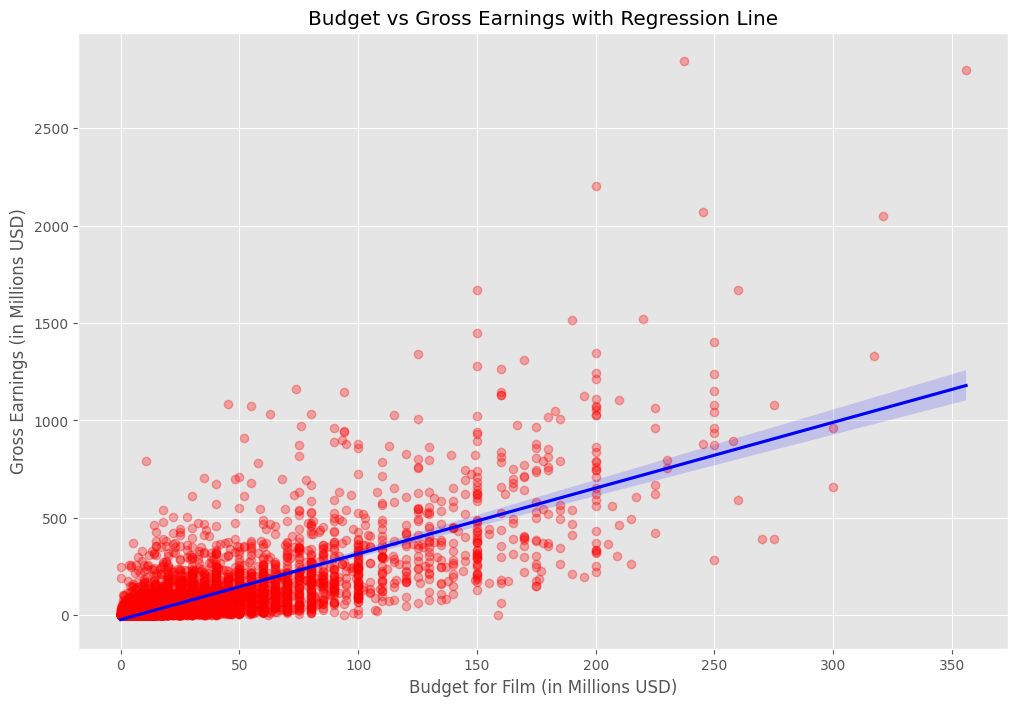 Budget vs Gross Earnings with Regression Line
Gross Earnings (in Millions USD)
2500
2000
1500
1000
500
0
0 50 100 150 200 250 300 350
Budget for Film (in Millions USD)